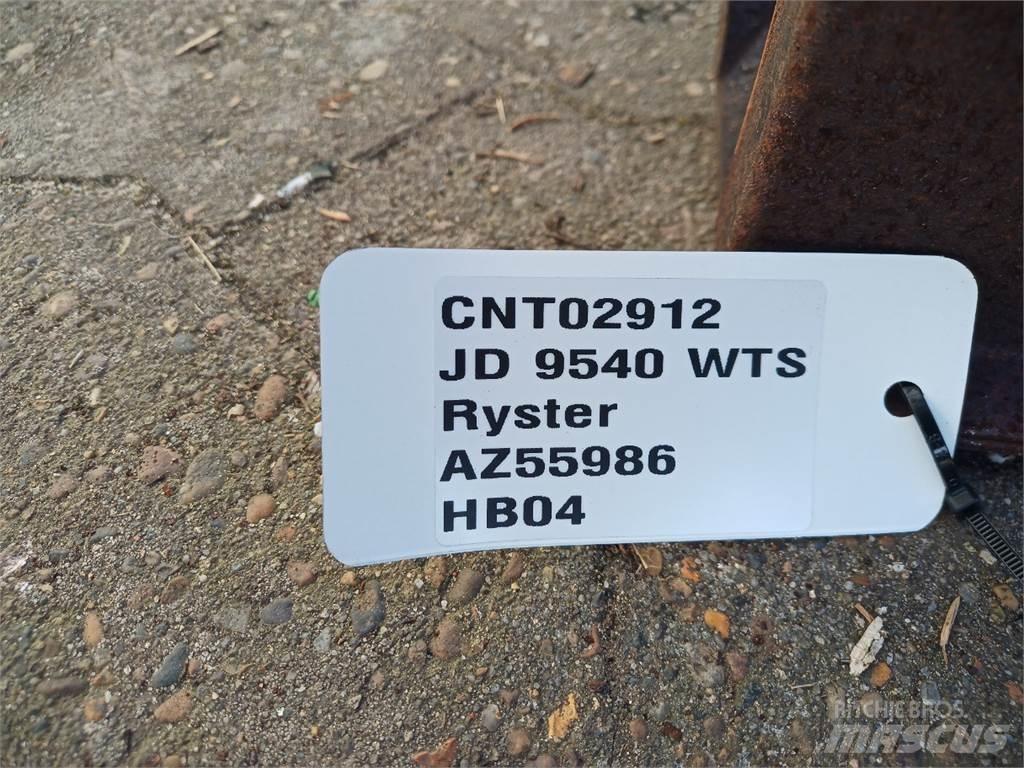 CNT02912
JD 9540 WTS
Ryster
AZ55986
HB04
RITCHIE BROS.
MASCUS